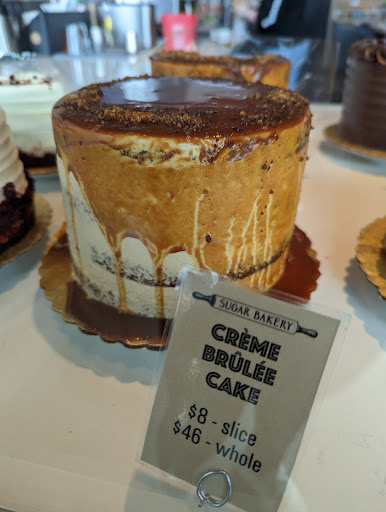 SUGAR BAKERY
CRÈME
BRÛLÉE
CAKE
$8 - slice
$46 - whole